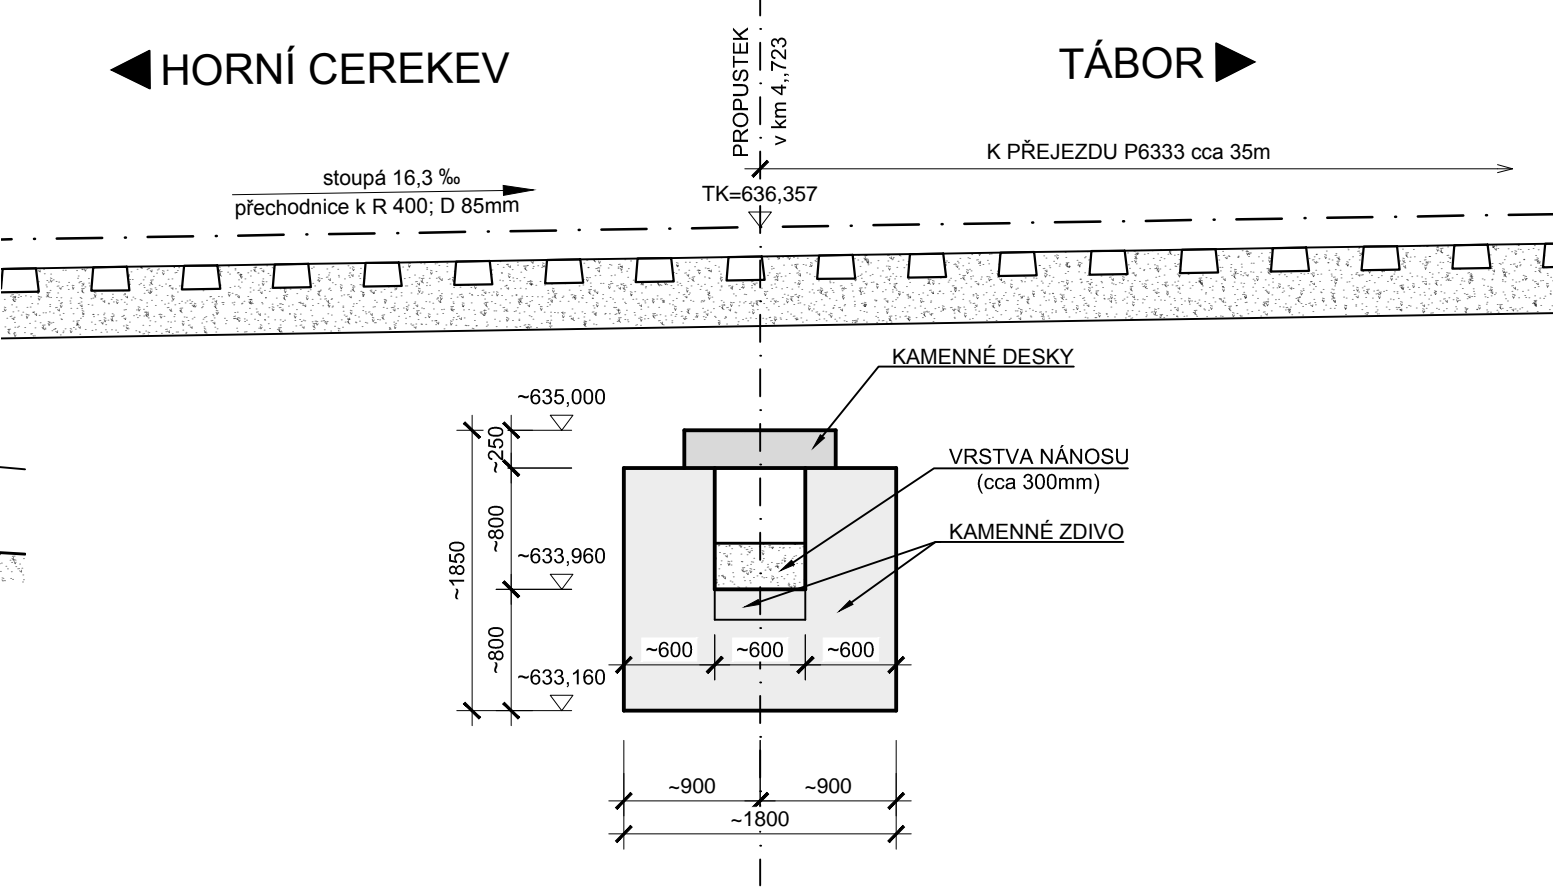 HORNÍ CEREKEV
TÁBOR
PROPUSTEK
v km 4,,723
K PŘEJEZDU P6333 cca 35m
stoupá 16,3 ‰
přechodnice k R 400; D 85mm
TK=636,357
KAMENNÉ DESKY
~635,000
~250
VRSTVA NÁNOSU
(cca 300mm)
~800
KAMENNÉ ZDIVO
~633,960
~1850
~800
~600
~600
~600
~633,160
~900
~900
~1800